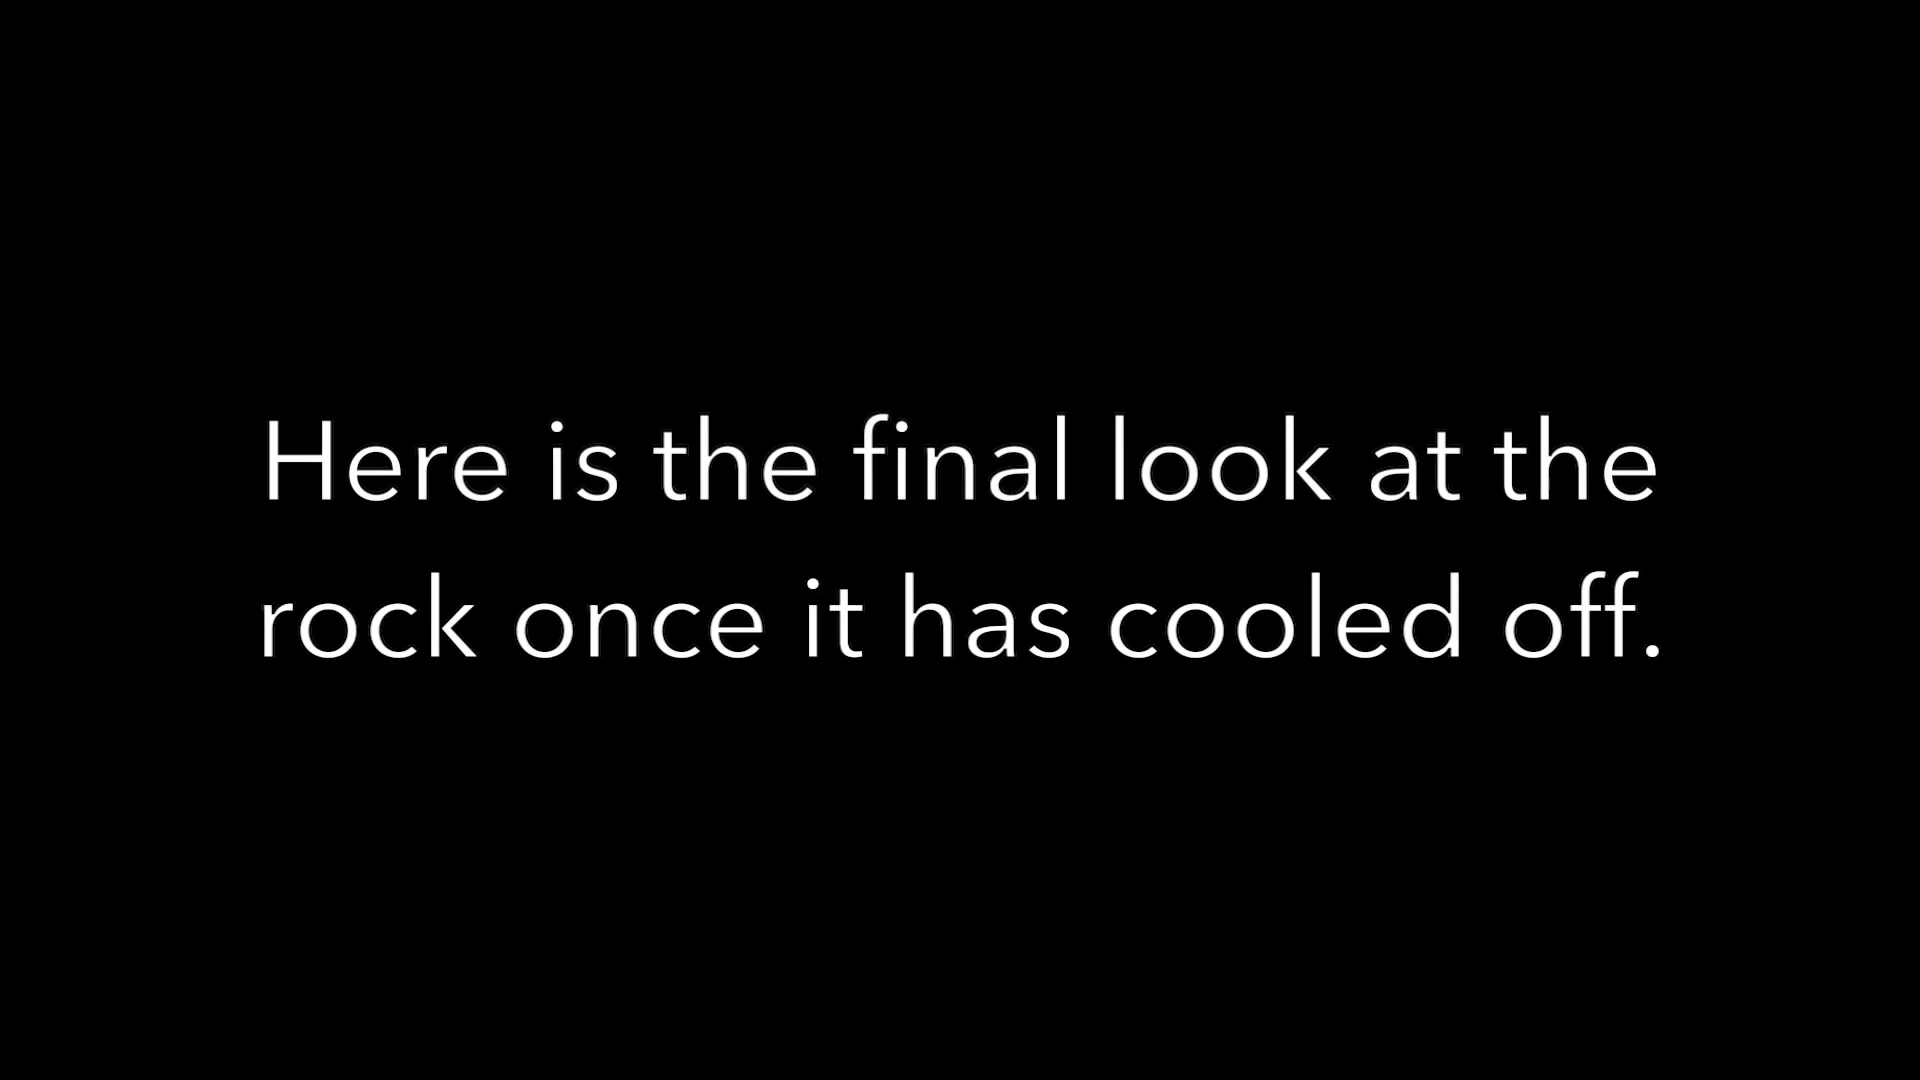 Here is the final look at the
rock once it has cooled off.